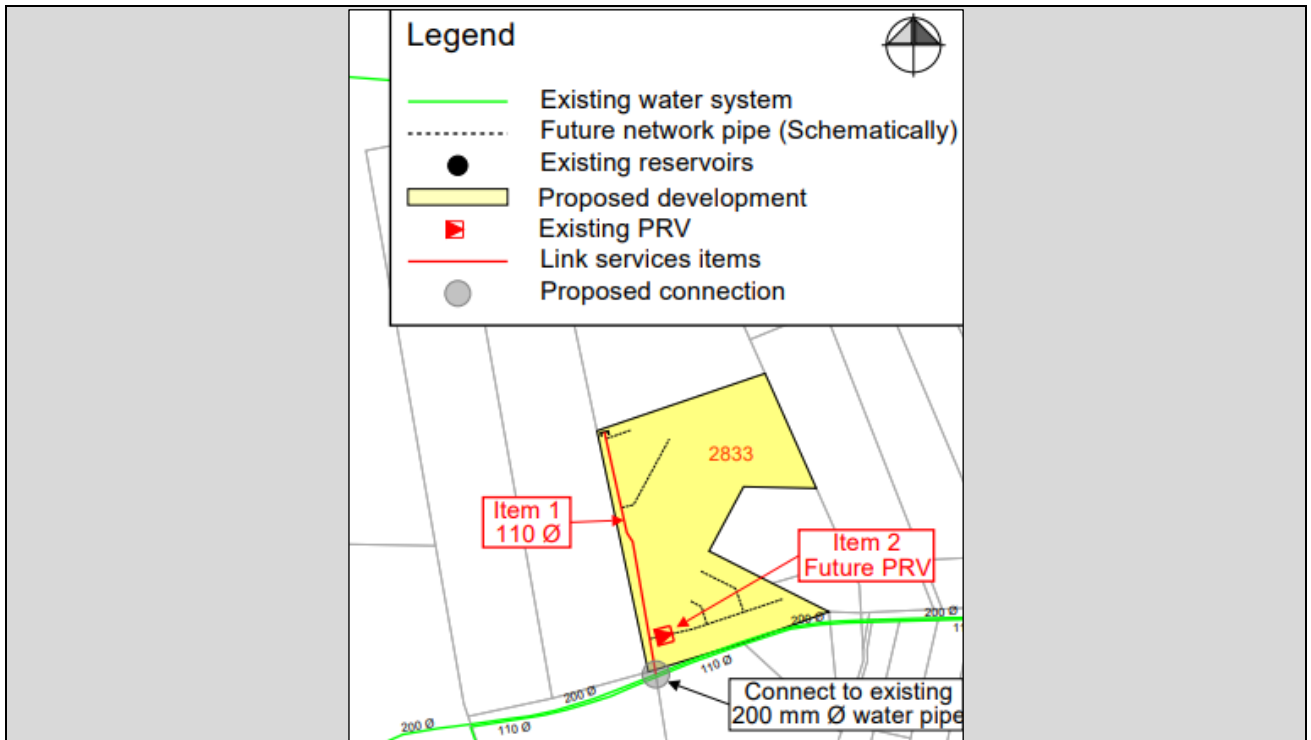 Legend
Existing water system
Future network pipe (Schematically)
Existing reservoirs
Proposed development
Existing PRV
Link services items
Proposed connection
2833
Item 1
110 Ø
Item 2
Future PRV
200 Ø
200 Ø
11
110 Ø
200 Ø
Connect to existing
200 mm Ø water pipe
200 Ø
110 Ø